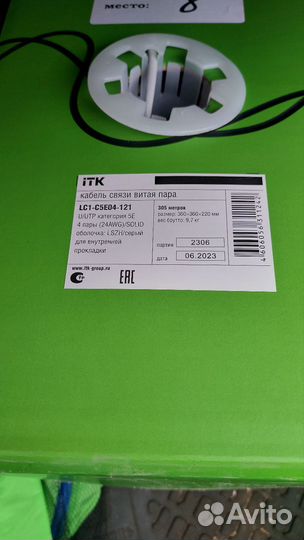 место: 8
iTK
кабель связи витая пара
LC1-C5E04-121
U/UTP категория 5E
4 пары (24AWG)/SOLID
оболочка: LSZH/серый
для внутренней
прокладки
www.itk-group.ru
EAC
305 метров
размер: 360×360×220 мм
вес брутто: 9,7 кг
партия 2306
дата 06.2023
Avito